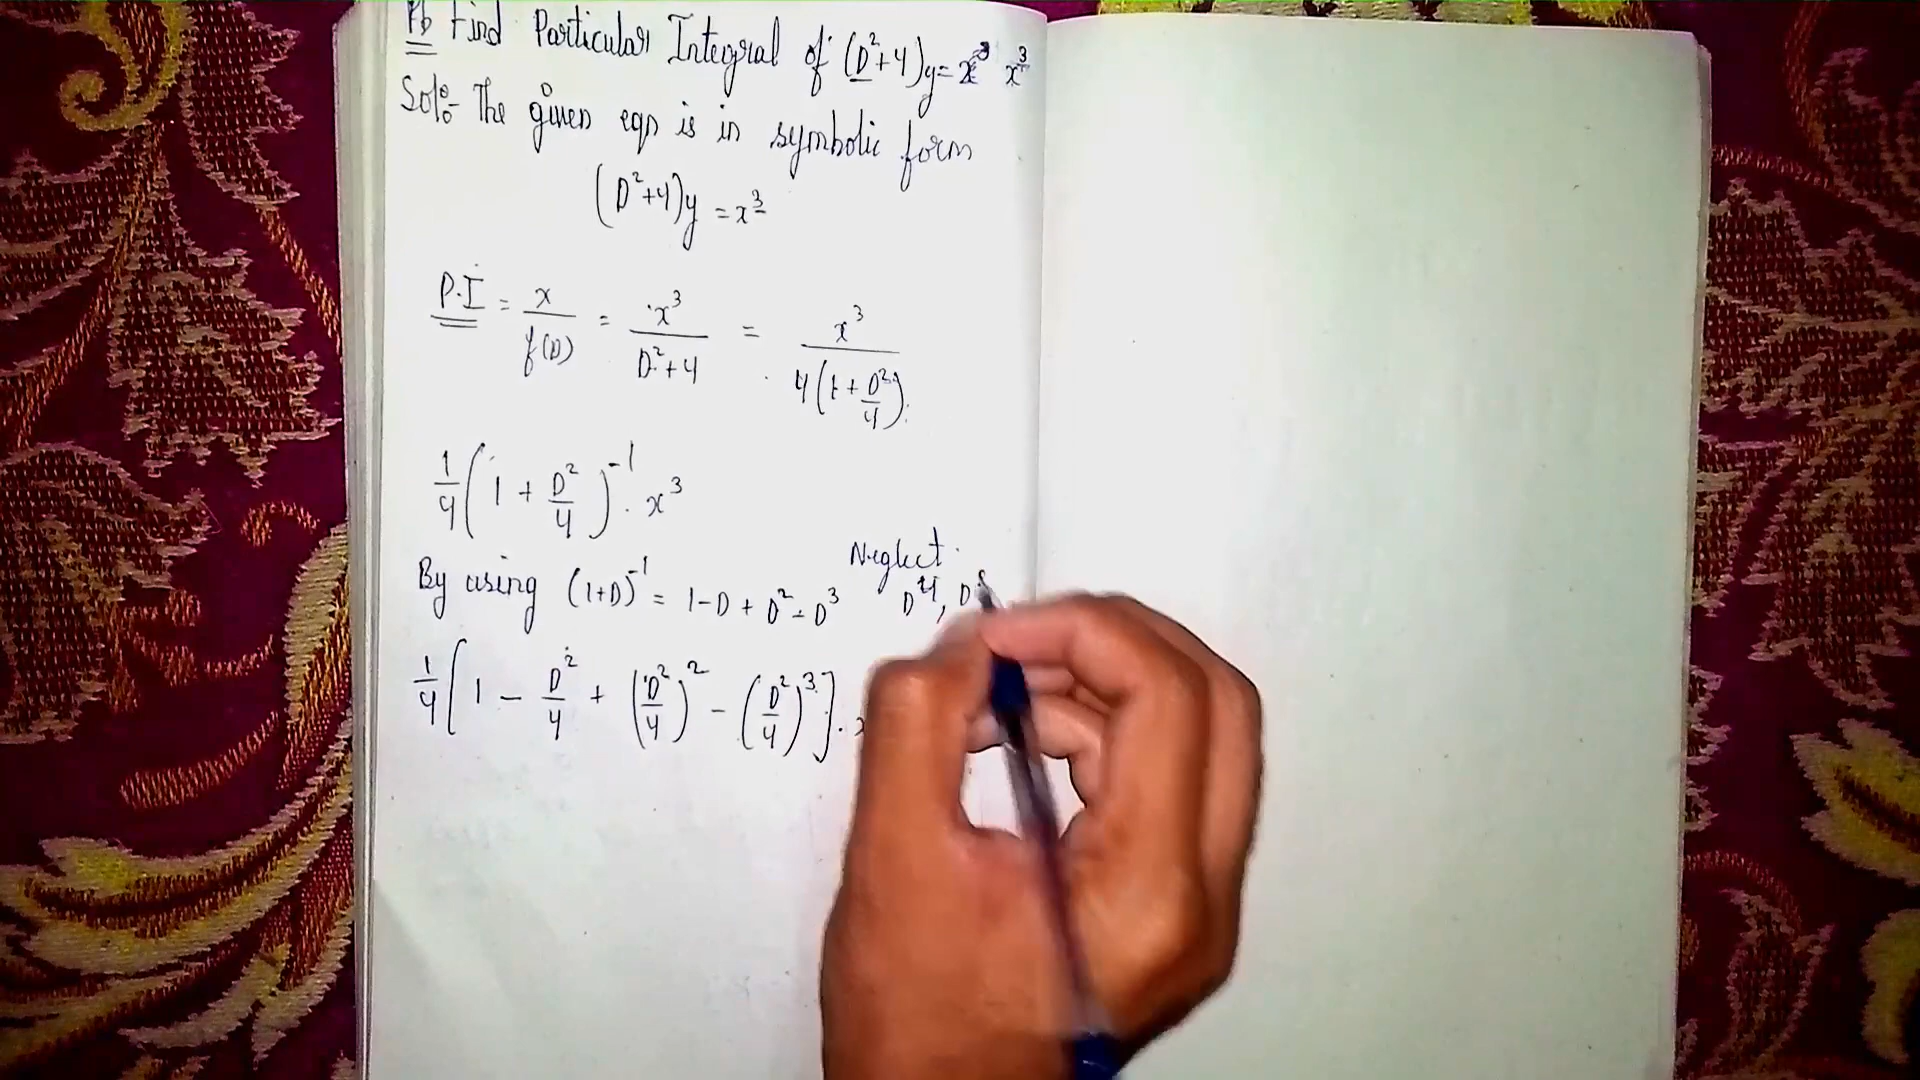 Pb Find Particular Integral of (D²+4)y= x³ x³
Sol:- The given eqn is in symbolic form
(D²+4)y = x³
P.I = x/f(D) = x³/(D²+4) = x³/(4(1+D²/4))
1/4 (1 + D²/4)⁻¹ . x³
Neglect
By using (1+D)⁻¹ = 1-D + D² - D³ D⁴, D
1/4 [1 - D²/4 + (D²/4)² - (D²/4)³] . x